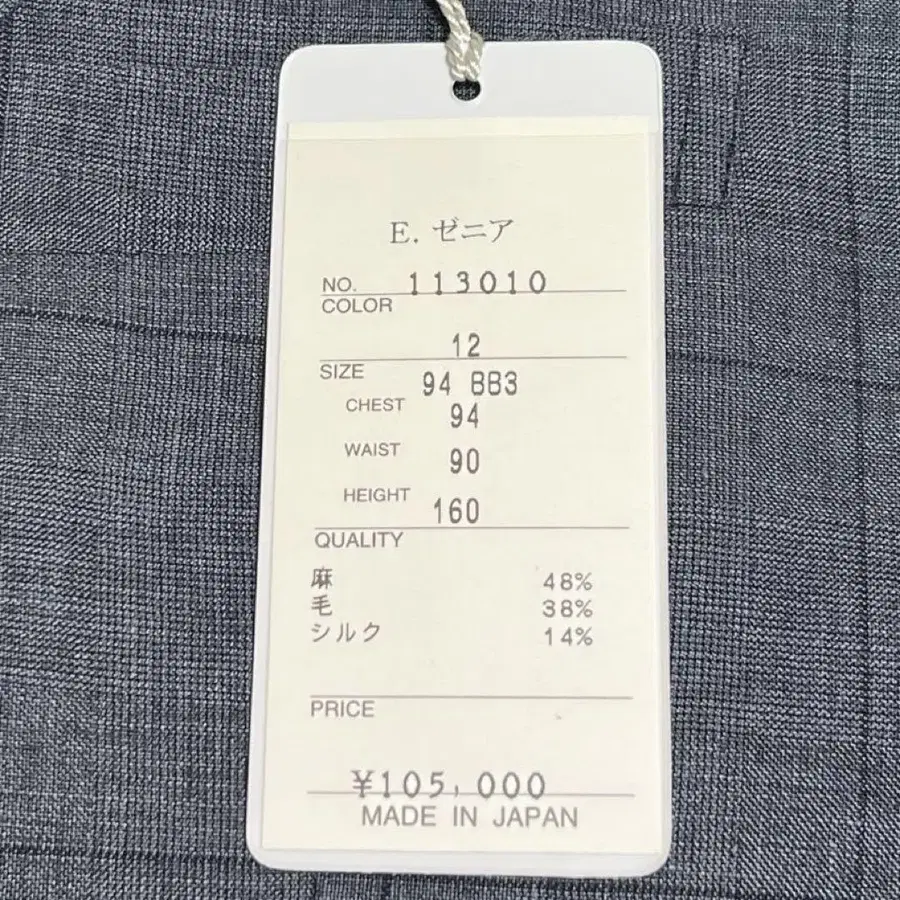 E. ゼニア
NO. 113010
COLOR
12
SIZE
94 BB3
CHEST
94
WAIST
90
HEIGHT
160
QUALITY
麻 48%
毛 38%
シルク 14%
PRICE
¥105,000
MADE IN JAPAN